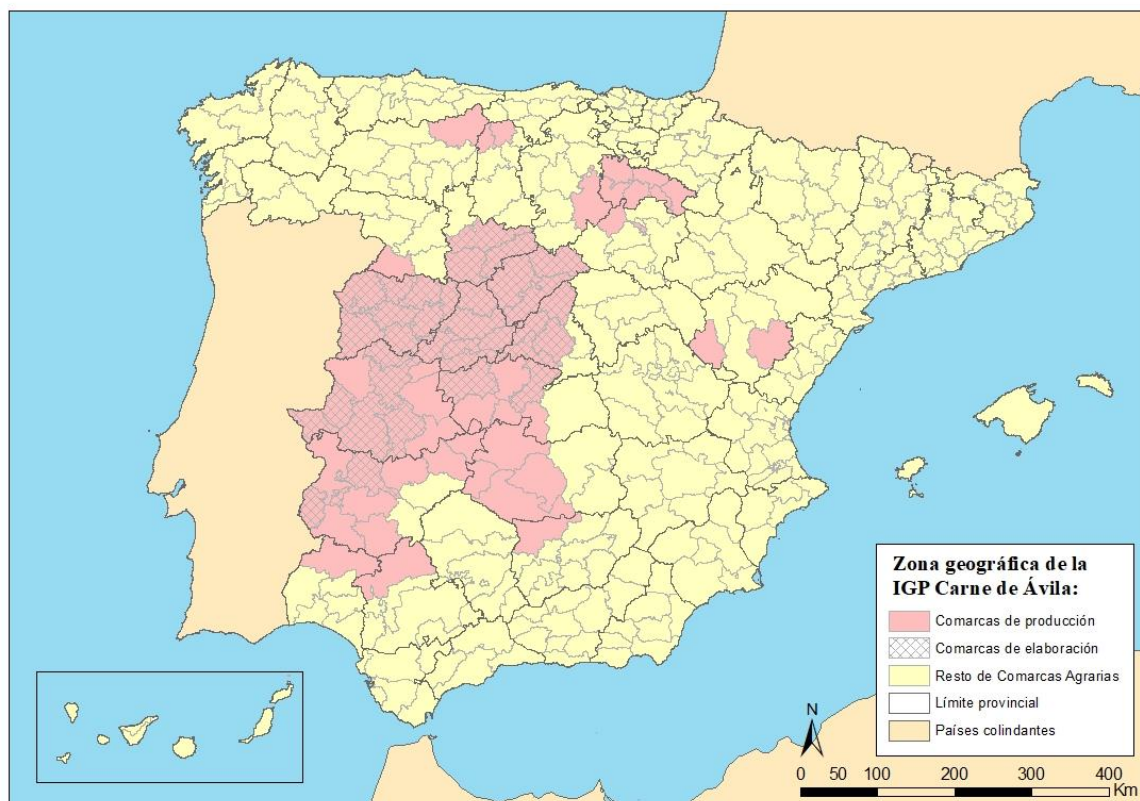 Zona geográfica de la
IGP Carne de Ávila:
Comarcas de producción
Comarcas de elaboración
Resto de Comarcas Agrarias
Límite provincial
Países colindantes
N
0 50 100 200 300 400
Km